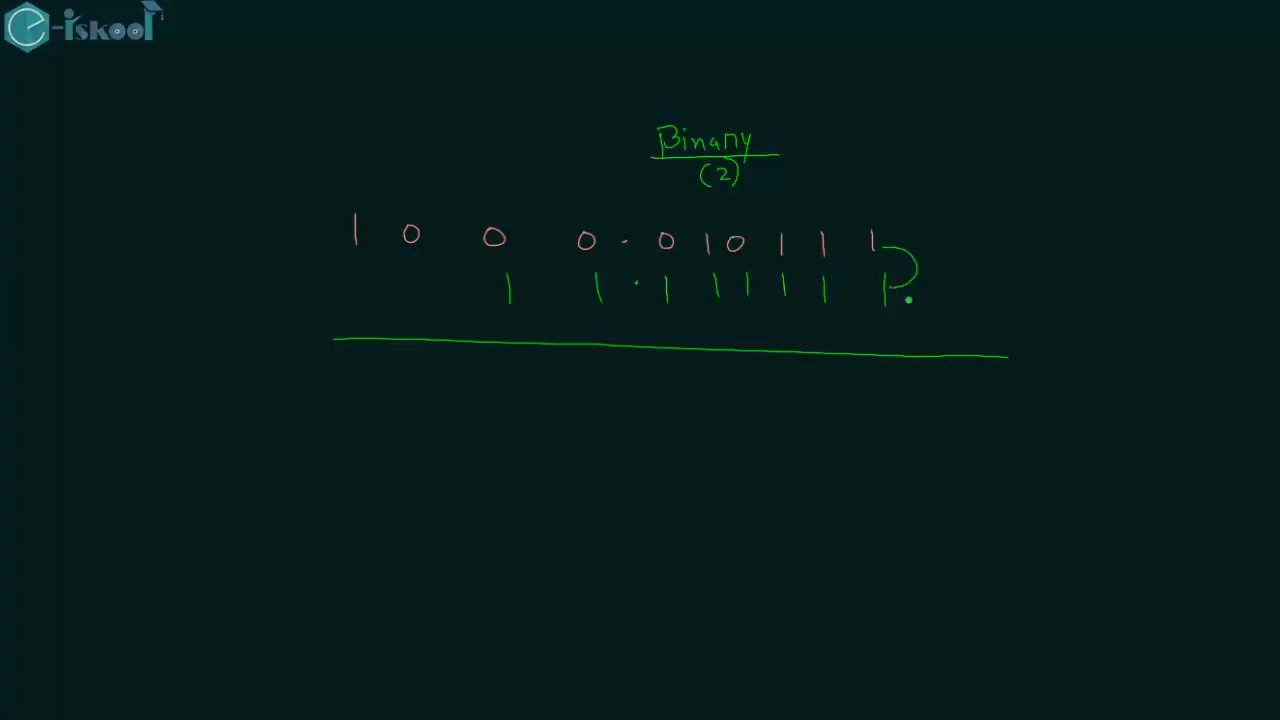 e-iskool
Binary
(2)
1 0 0 0 . 0 1 0 1 1 1
1 1 . 1 1 1 1 1 1